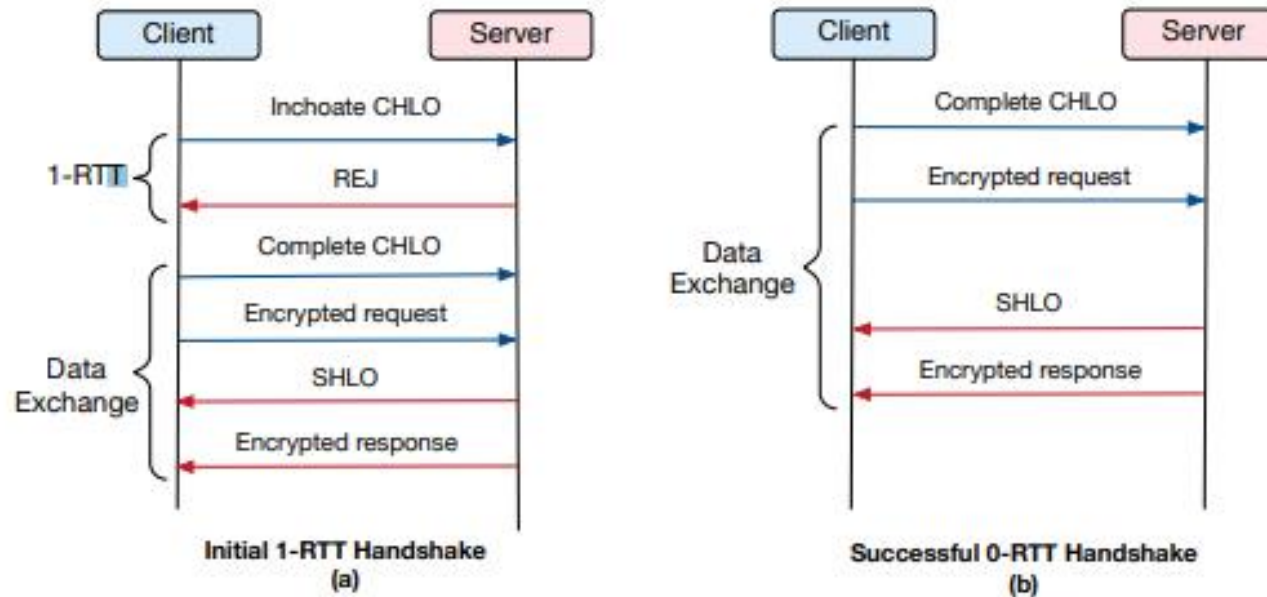 Client
Server
Inchoate CHLO
1-RTT
REJ
Complete CHLO
Encrypted request
Data
Exchange
SHLO
Encrypted response
Initial 1-RTT Handshake
(a)
Client
Server
Complete CHLO
Encrypted request
Data
Exchange
SHLO
Encrypted response
Successful 0-RTT Handshake
(b)